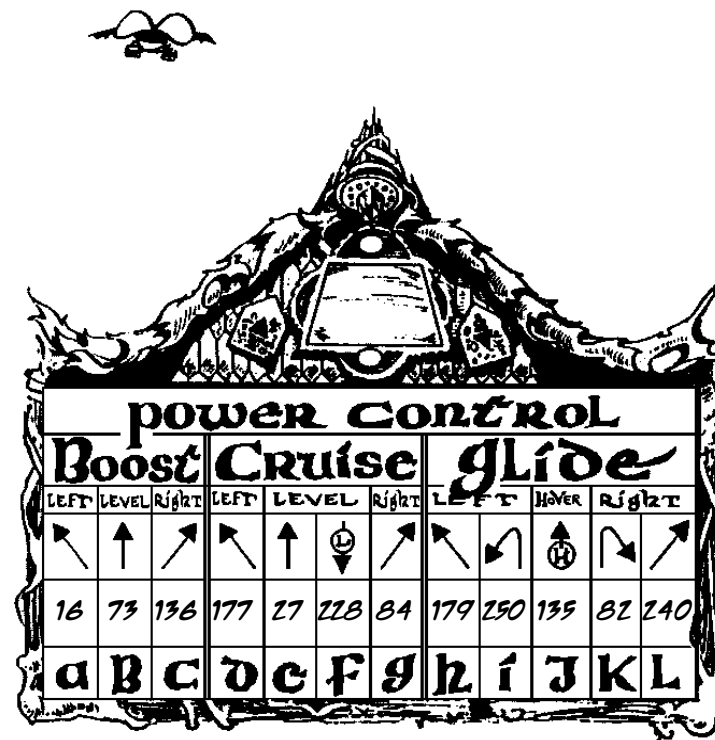 Power Control
Boost Cruise Glide
Left Level Right Left Level Right Left Hover Right
L H
16 73 136 177 27 228 84 179 250 135 82 240
a B C D e F g h i J K L